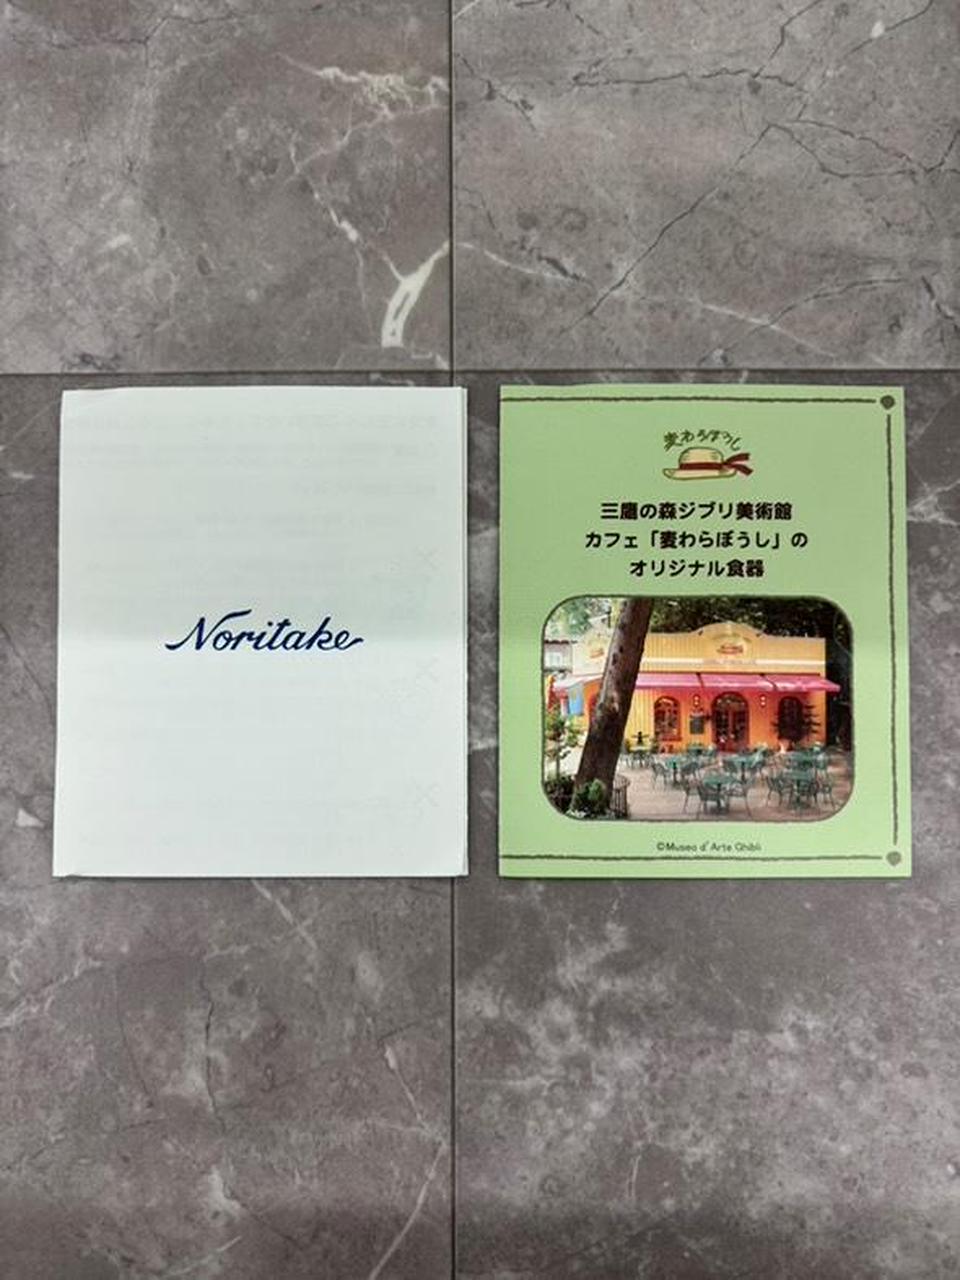 Noritake
麦わらぼうし
三鷹の森ジブリ美術館
カフェ「麦わらぼうし」の
オリジナル食器
©Museo d'Arte Ghibli